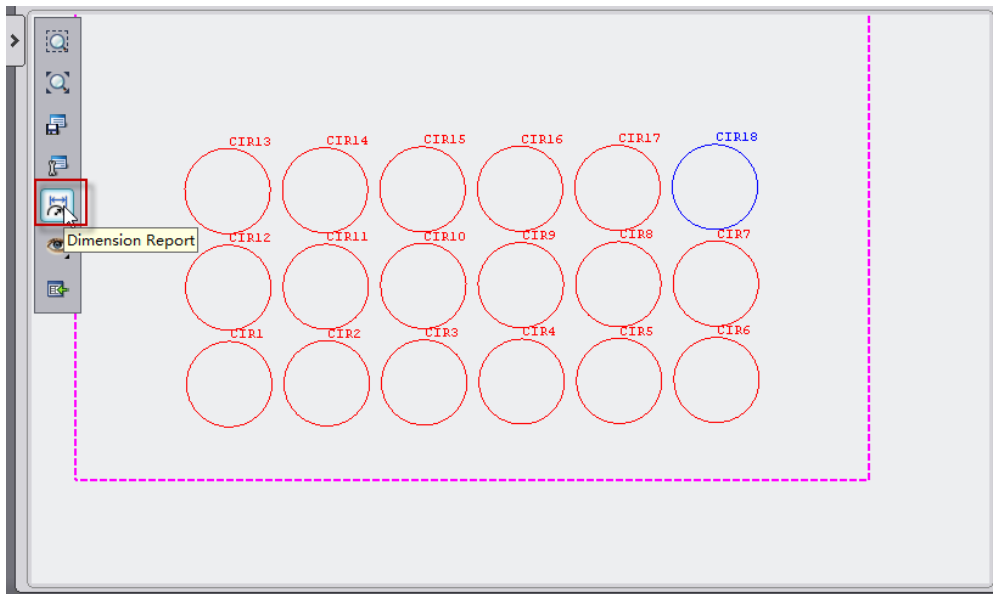 CIR13 CIR14 CIR15 CIR16 CIR17 CIR18
Dimension Report
CIR12 CIR11 CIR10 CIR9 CIR8 CIR7
CIR1 CIR2 CIR3 CIR4 CIR5 CIR6